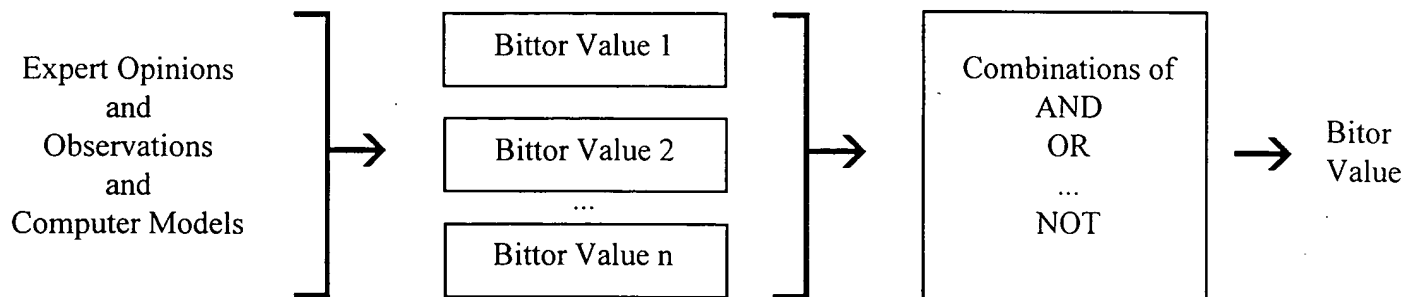 Expert Opinions
and
Observations
and
Computer Models
Bittor Value 1
Bittor Value 2
...
Bittor Value n
Combinations of
AND
OR
...
NOT
Bitor
Value